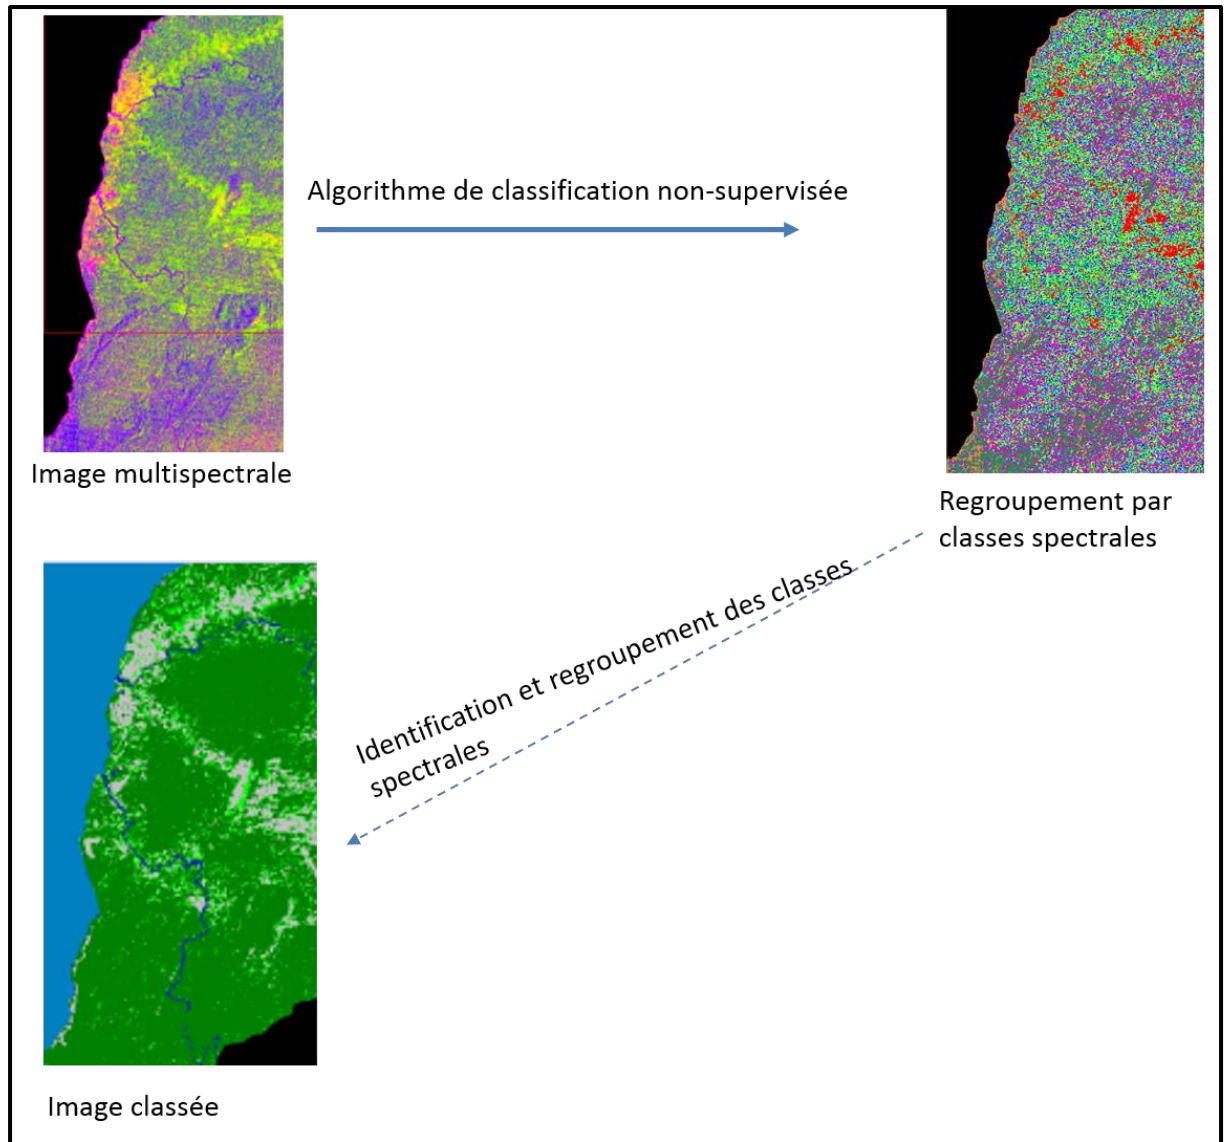 Algorithme de classification non-supervisée
Image multispectrale
Regroupement par
classes spectrales
Identification et regroupement des classes
spectrales
Image classée